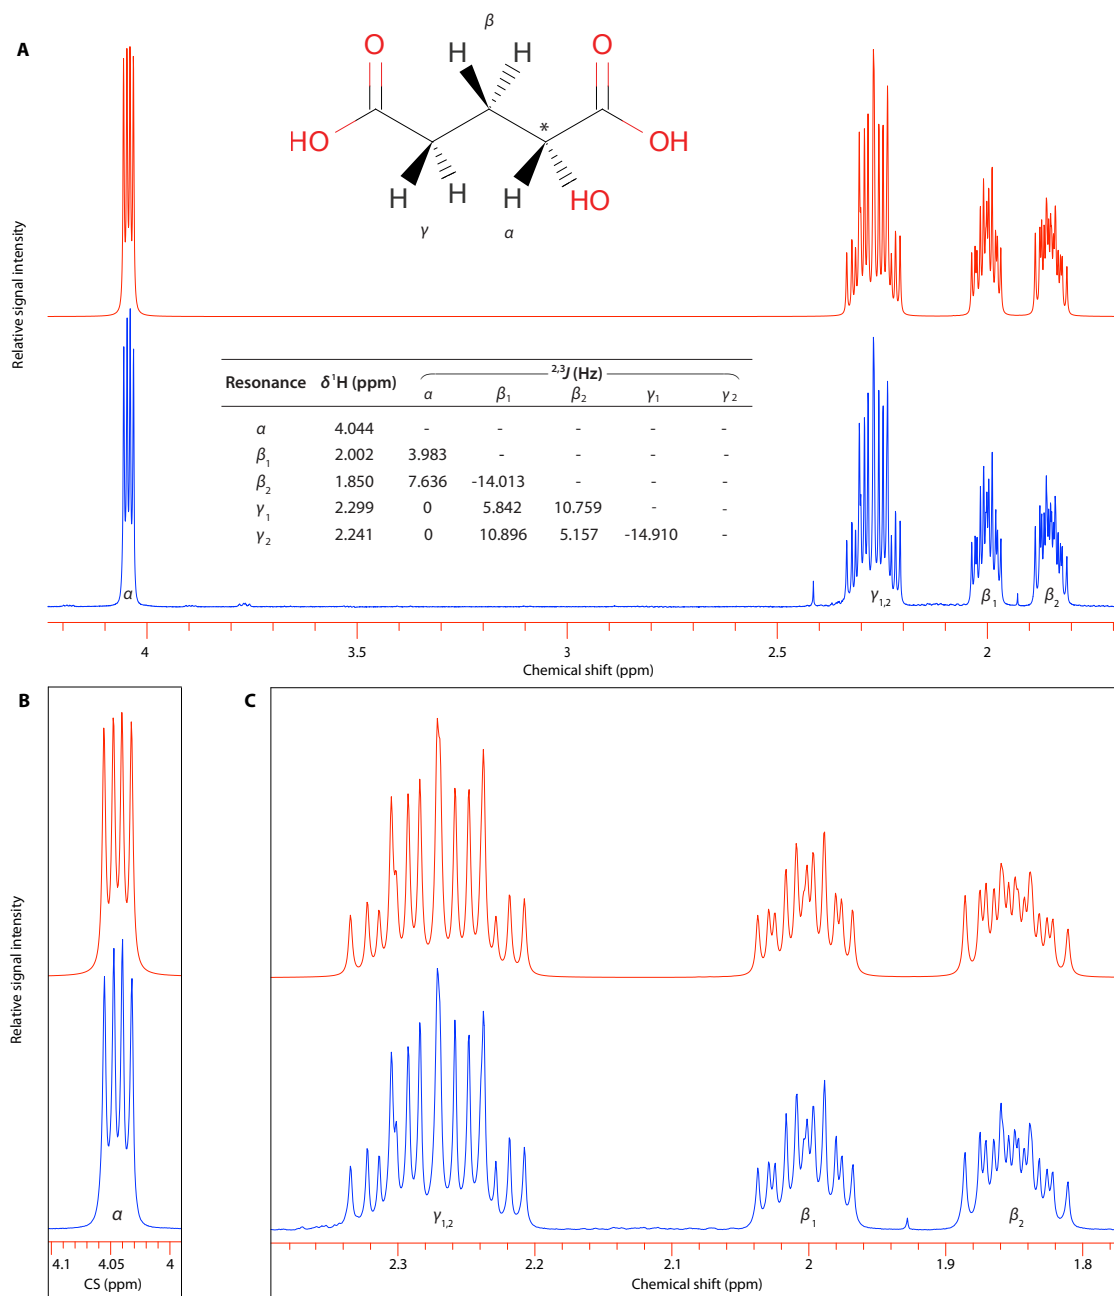 A
β
O
H
H
O
HO
*
OH
H
H
H
HO
γ
α
Relative signal intensity
Resonance δ¹H (ppm) ²,³J (Hz)
α β₁ β₂ γ₁ γ₂
α 4.044 - - - - -
β₁ 2.002 3.983 - - - -
β₂ 1.850 7.636 -14.013 - - -
γ₁ 2.299 0 5.842 10.759 - -
γ₂ 2.241 0 10.896 5.157 -14.910 -
Relative signal intensity
α γ₁,₂ β₁ β₂
4 3.5 3 2.5 2
Chemical shift (ppm)
B
Relative signal intensity
α
4.1 4.05 4
CS (ppm)
C
γ₁,₂ β₁ β₂
2.3 2.2 2.1 2 1.9 1.8
Chemical shift (ppm)